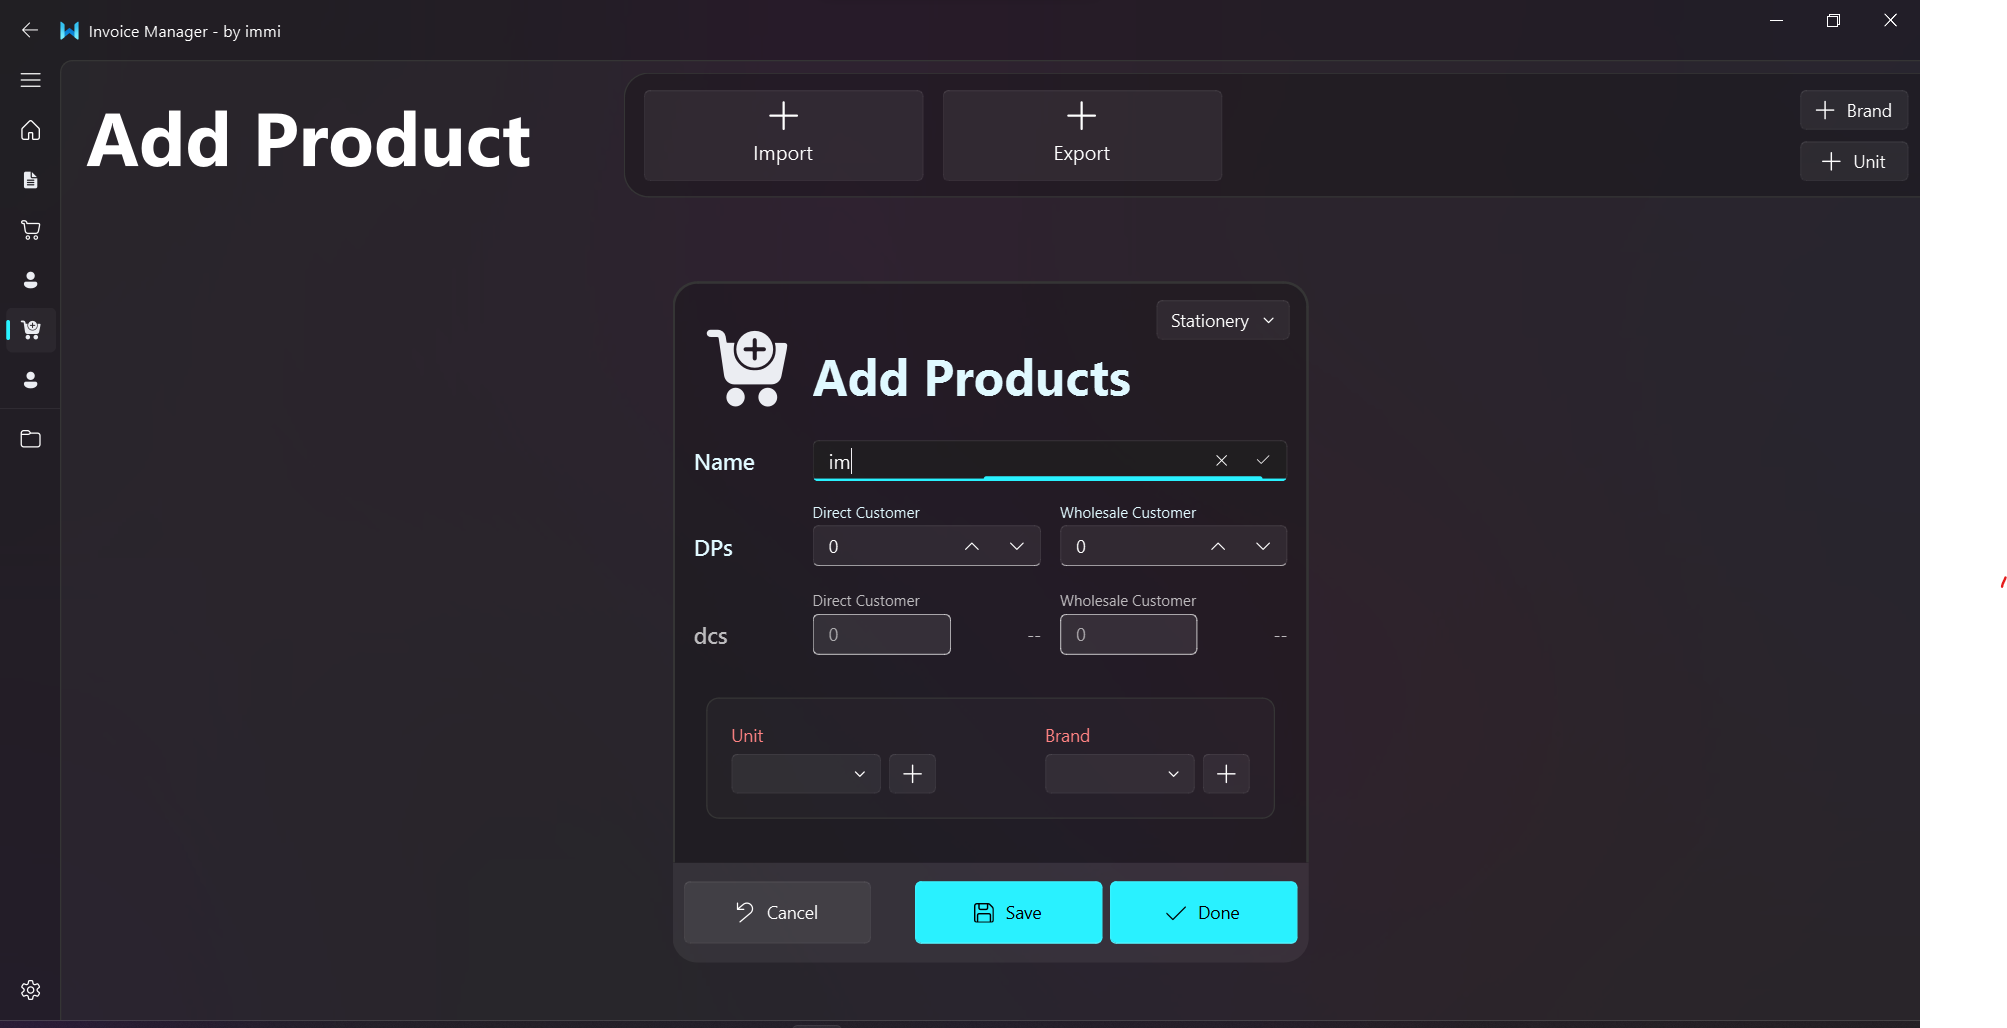 Invoice Manager - by immi
Add Product
Import
Export
Brand
Unit
Stationery
Add Products
Name
im
Direct Customer
Wholesale Customer
DPs
0
0
Direct Customer
Wholesale Customer
dcs
0
--
0
--
Unit
Brand
Cancel
Save
Done